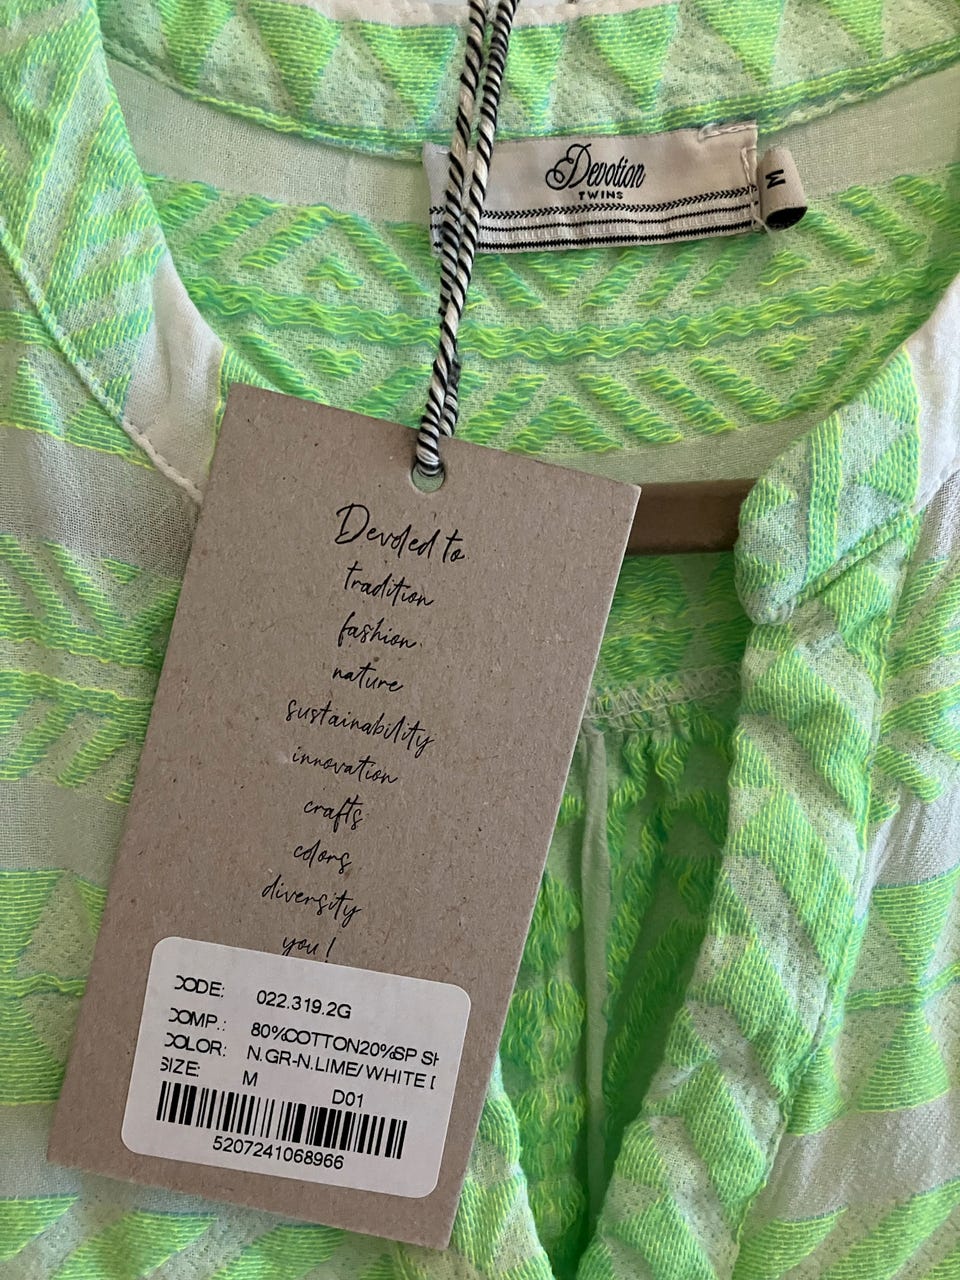 Devotion
TWINS
M
Devoted to
tradition
fashion
nature
sustainability
innovation
crafts
colors
diversity
you!
CODE: 022.319.2G
COMP.: 80%COTTON20%SP
COLOR: N.GR-N.LIME/WHITE
SIZE: M
D01
5207241068966